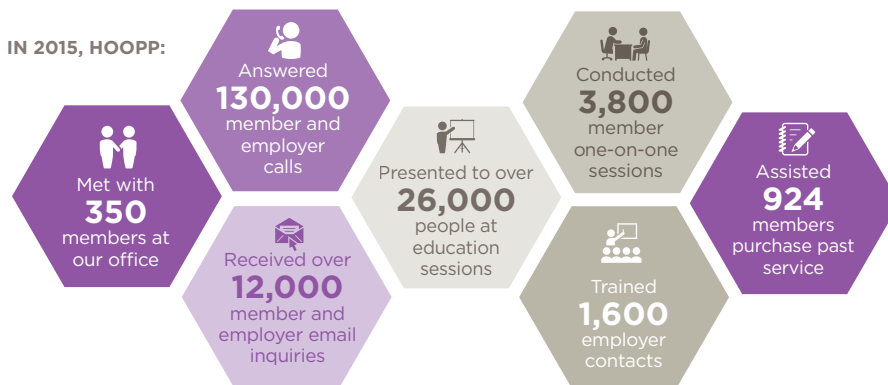 IN 2015, HOOPP:
Met with
350
members at
our office
Answered
130,000
member and
employer
calls
Received over
12,000
member and
employer email
inquiries
Presented to over
26,000
people at
education
sessions
Conducted
3,800
member
one-on-one
sessions
Trained
1,600
employer
contacts
Assisted
924
members
purchase past
service